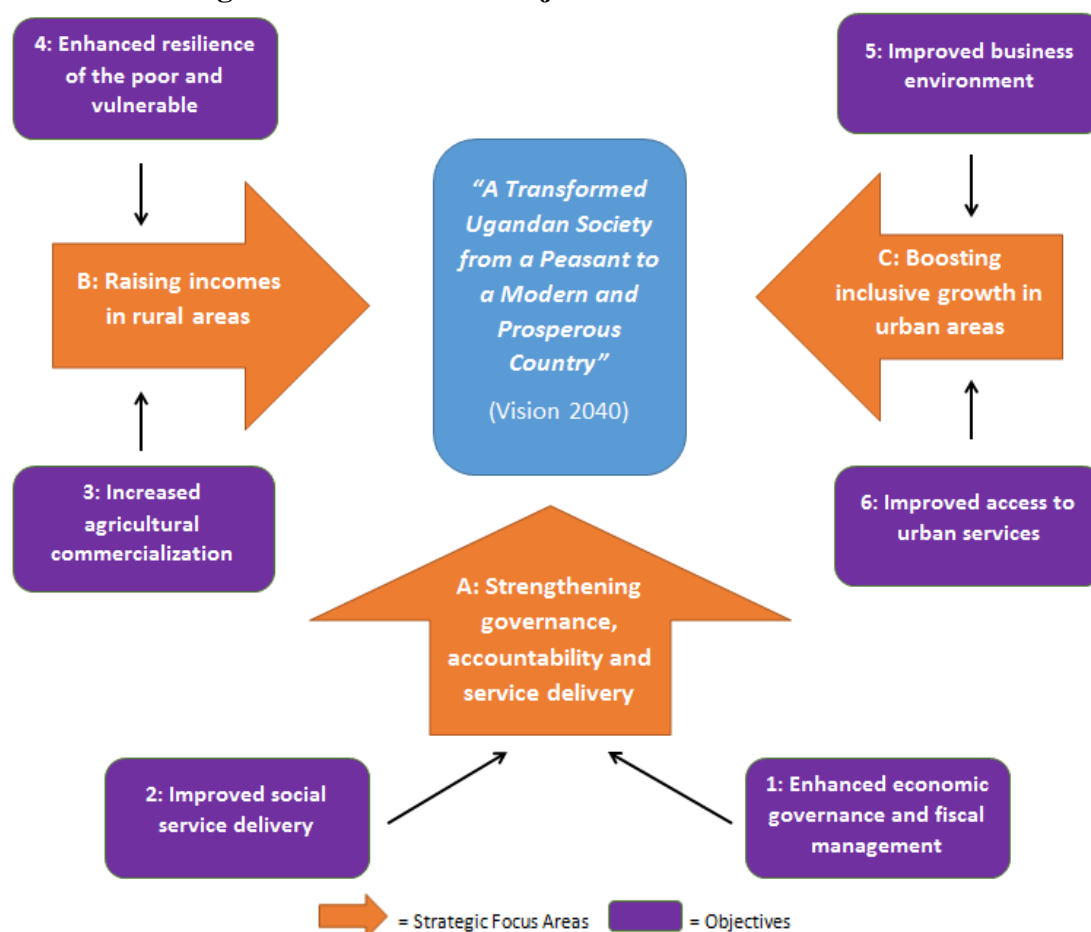 4: Enhanced resilience
of the poor and
vulnerable
5: Improved business
environment
“A Transformed
Ugandan Society
from a Peasant to
a Modern and
Prosperous
Country”
(Vision 2040)
B: Raising incomes
in rural areas
C: Boosting
inclusive growth in
urban areas
3: Increased
agricultural
commercialization
6: Improved access to
urban services
A: Strengthening
governance,
accountability and
service delivery
2: Improved social
service delivery
1: Enhanced economic
governance and fiscal
management
= Strategic Focus Areas
= Objectives